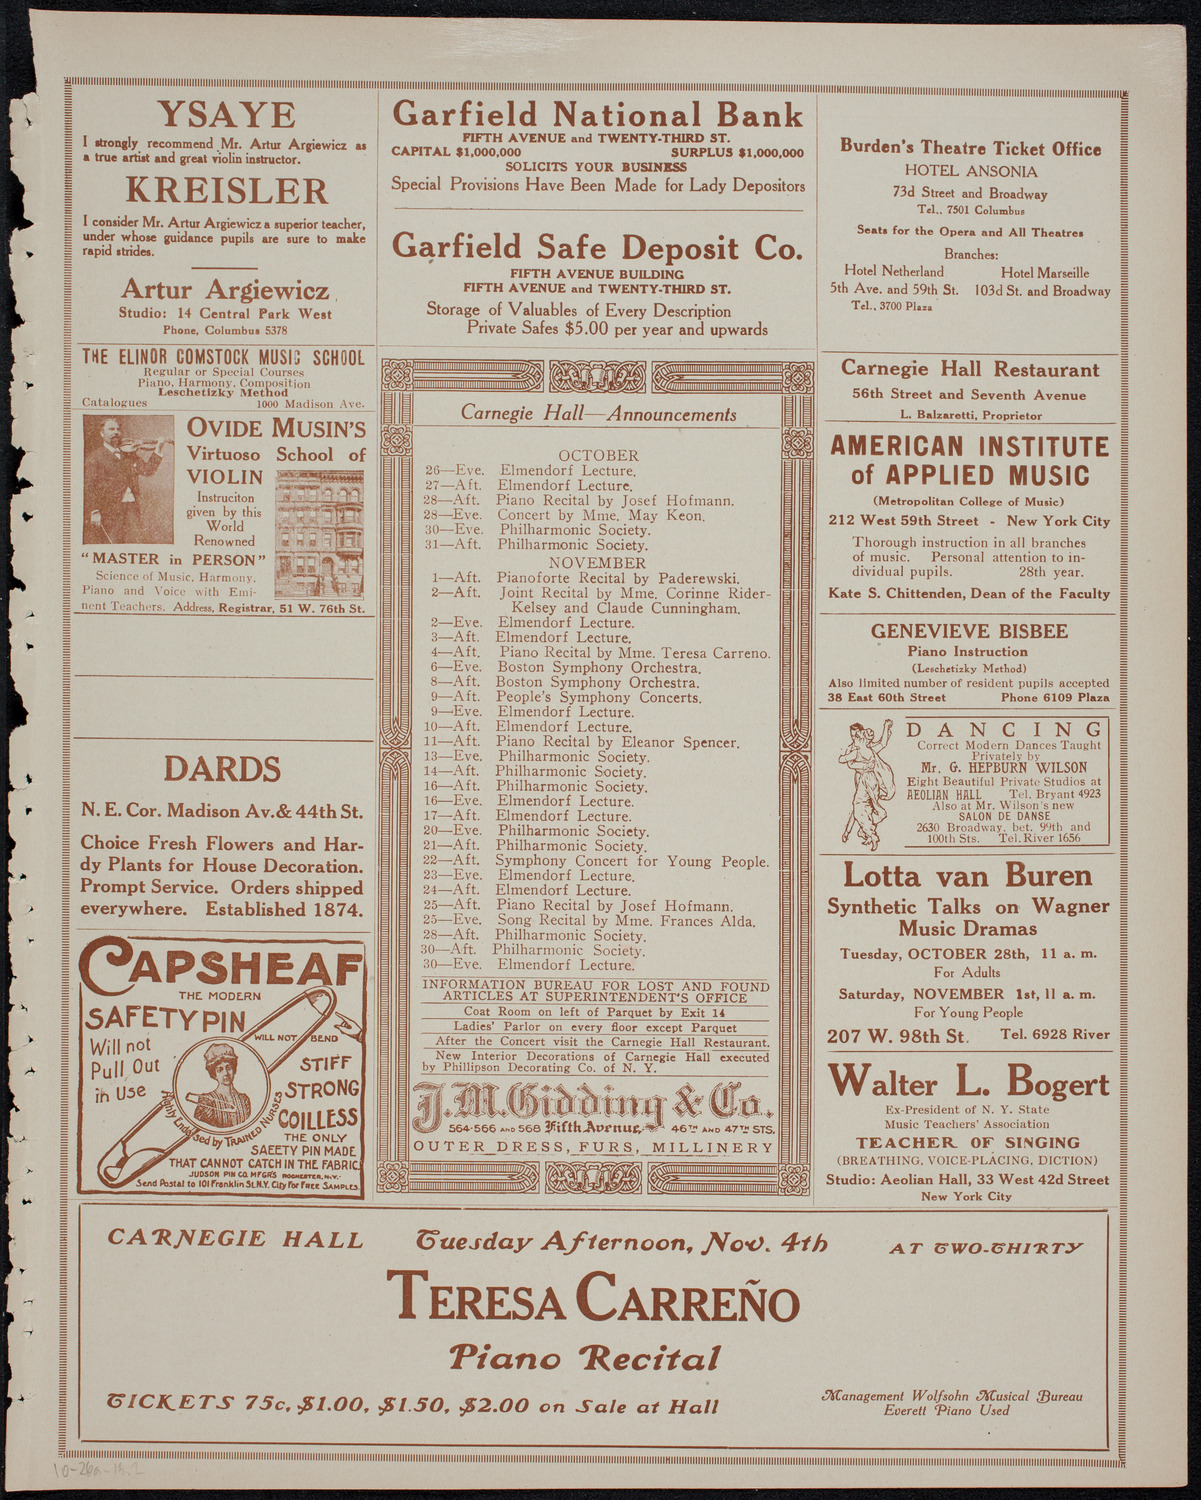 YSAYE
I strongly recommend Mr. Artur Argiewicz as
a true artist and great violin instructor.
KREISLER
I consider Mr. Artur Argiewicz a superior teacher,
under whose guidance pupils are sure to make
rapid strides.
Artur Argiewicz
Studio: 14 Central Park West
Phone, Columbus 5378
THE ELINOR COMSTOCK MUSIC SCHOOL
Regular or Special Courses
Piano, Harmony, Composition
Leschetizky Method
Catalogues 1000 Madison Ave.
OVIDE MUSIN'S
Virtuoso School of
VIOLIN
Instruciton
given by this
World
Renowned
"MASTER in PERSON"
Science of Music, Harmony,
Piano and Voice with Emi-
nent Teachers. Address, Registrar, 51 W. 76th St.
DARDS
N. E. Cor. Madison Av. & 44th St.
Choice Fresh Flowers and Har-
dy Plants for House Decoration.
Prompt Service. Orders shipped
everywhere. Established 1874.
CAPSHEAF
THE MODERN
SAFETY PIN
WILL NOT BEND
Will not
Pull Out
in Use
STIFF
STRONG
COILLESS
Highly Endorsed by TRAINED NURSES
THE ONLY
SAFETY PIN MADE
THAT CANNOT CATCH IN THE FABRIC.
JUDSON PIN CO. MFGRS ROCHESTER, N.Y.
Send Postal to 101 Franklin St. N.Y. City For FREE SAMPLES.
Garfield National Bank
FIFTH AVENUE and TWENTY-THIRD ST.
CAPITAL $1,000,000 SURPLUS $1,000,000
SOLICITS YOUR BUSINESS
Special Provisions Have Been Made for Lady Depositors
Garfield Safe Deposit Co.
FIFTH AVENUE BUILDING
FIFTH AVENUE and TWENTY-THIRD ST.
Storage of Valuables of Every Description
Private Safes $5.00 per year and upwards
Carnegie Hall—Announcements
OCTOBER
26—Eve. Elmendorf Lecture.
27—Aft. Elmendorf Lecture.
28—Aft. Piano Recital by Josef Hofmann.
28—Eve. Concert by Mme. May Keon.
30—Eve. Philharmonic Society.
31—Aft. Philharmonic Society.
NOVEMBER
1—Aft. Pianoforte Recital by Paderewski.
2—Aft. Joint Recital by Mme. Corinne Rider-
Kelsey and Claude Cunningham.
2—Eve. Elmendorf Lecture.
3—Aft. Elmendorf Lecture.
4—Aft. Piano Recital by Mme. Teresa Carreno.
6—Eve. Boston Symphony Orchestra.
8—Aft. Boston Symphony Orchestra.
9—Aft. People's Symphony Concerts.
9—Eve. Elmendorf Lecture.
10—Aft. Elmendorf Lecture.
11—Aft. Piano Recital by Eleanor Spencer.
13—Eve. Philharmonic Society.
14—Aft. Philharmonic Society.
16—Aft. Philharmonic Society.
16—Eve. Elmendorf Lecture.
17—Aft. Elmendorf Lecture.
20—Eve. Philharmonic Society.
21—Aft. Philharmonic Society.
22—Aft. Symphony Concert for Young People.
23—Eve. Elmendorf Lecture.
24—Aft. Elmendorf Lecture.
25—Aft. Piano Recital by Josef Hofmann.
25—Eve. Song Recital by Mme. Frances Alda.
28—Aft. Philharmonic Society.
30—Aft. Philharmonic Society.
30—Eve. Elmendorf Lecture.
INFORMATION BUREAU FOR LOST AND FOUND
ARTICLES AT SUPERINTENDENT'S OFFICE
Coat Room on left of Parquet by Exit 14
Ladies' Parlor on every floor except Parquet
After the Concert visit the Carnegie Hall Restaurant.
New Interior Decorations of Carnegie Hall executed
by Phillipson Decorating Co. of N. Y.
J. M. Gidding & Co.
564-566 AND 568 Fifth Avenue, 46TH AND 47TH STS.
OUTER DRESS, FURS, MILLINERY
Burden's Theatre Ticket Office
HOTEL ANSONIA
73d Street and Broadway
Tel., 7501 Columbus
Seats for the Opera and All Theatres
Branches:
Hotel Netherland Hotel Marseille
5th Ave. and 59th St. 103d St. and Broadway
Tel., 3700 Plaza
Carnegie Hall Restaurant
56th Street and Seventh Avenue
L. Balzaretti, Proprietor
AMERICAN INSTITUTE
of APPLIED MUSIC
(Metropolitan College of Music)
212 West 59th Street - New York City
Thorough instruction in all branches
of music. Personal attention to in-
dividual pupils. 28th year.
Kate S. Chittenden, Dean of the Faculty
GENEVIEVE BISBEE
Piano Instruction
(Leschetizky Method)
Also limited number of resident pupils accepted
38 East 60th Street Phone 6109 Plaza
DANCING
Correct Modern Dances Taught
Privately by
Mr. G. HEPBURN WILSON
Eight Beautiful Private Studios at
AEOLIAN HALL Tel. Bryant 4923
Also at Mr. Wilson's new
SALON DE DANSE
2630 Broadway, bet. 99th and
100th Sts. Tel. River 1656
Lotta van Buren
Synthetic Talks on Wagner
Music Dramas
Tuesday, OCTOBER 28th, 11 a. m.
For Adults
Saturday, NOVEMBER 1st, 11 a. m.
For Young People
207 W. 98th St. Tel. 6928 River
Walter L. Bogert
Ex-President of N. Y. State
Music Teachers' Association
TEACHER OF SINGING
(BREATHING, VOICE-PLACING, DICTION)
Studio: Aeolian Hall, 33 West 42d Street
New York City
CARNEGIE HALL Tuesday Afternoon, Nov. 4th AT TWO-THIRTY
TERESA CARREÑO
Piano Recital
TICKETS 75c, $1.00, $1.50, $2.00 on Sale at Hall
Management Wolfsohn Musical Bureau
Everett Piano Used